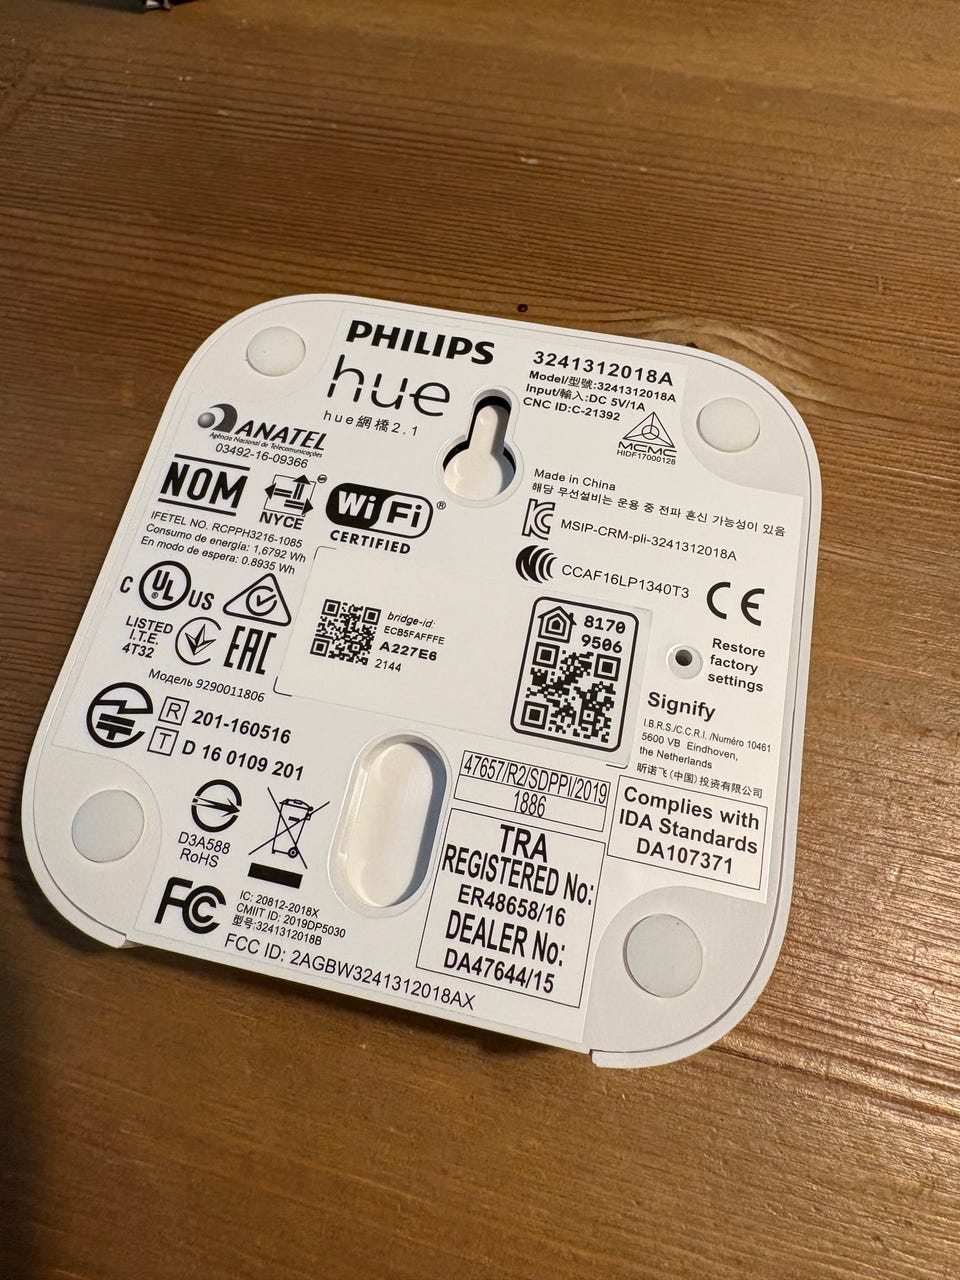 PHILIPS
hue
hue網橋2.1
3241312018A
Model/型號:3241312018A
Input/輸入:DC 5V/1A
CNC ID:C-21392
MCMC
HIDF17000128
ANATEL
Agência Nacional de Telecomunicações
03492-16-09366
NOM
NYCE
WiFi ®
CERTIFIED
IFETEL NO. RCPPH3216-1085
Consumo de energía: 1,6792 Wh
En modo de espera: 0.8935 Wh
Made in China
해당 무선설비는 운용 중 전파 혼신 가능성이 있음
MSIP-CRM-pli-3241312018A
CCAF16LP1340T3
CE
C UL US
LISTED
I.T.E.
4T32
EAC
Модель 9290011806
bridge-id:
ECB5FAFFFE
A227E6
2144
8170
9506
Restore
factory
settings
Signify
I.B.R.S./C.C.R.I. /Numéro 10461
5600 VB Eindhoven,
the Netherlands
昕诺飞(中国)投资有限公司
R 201-160516
T D 16 0109 201
D3A588
RoHS
47657/R2/SDPPI/2019
1886
Complies with
IDA Standards
DA107371
TRA
REGISTERED No:
ER48658/16
DEALER No:
DA47644/15
FC
IC: 20812-2018X
CMIIT ID: 2019DP5030
型号:3241312018B
FCC ID: 2AGBW3241312018AX